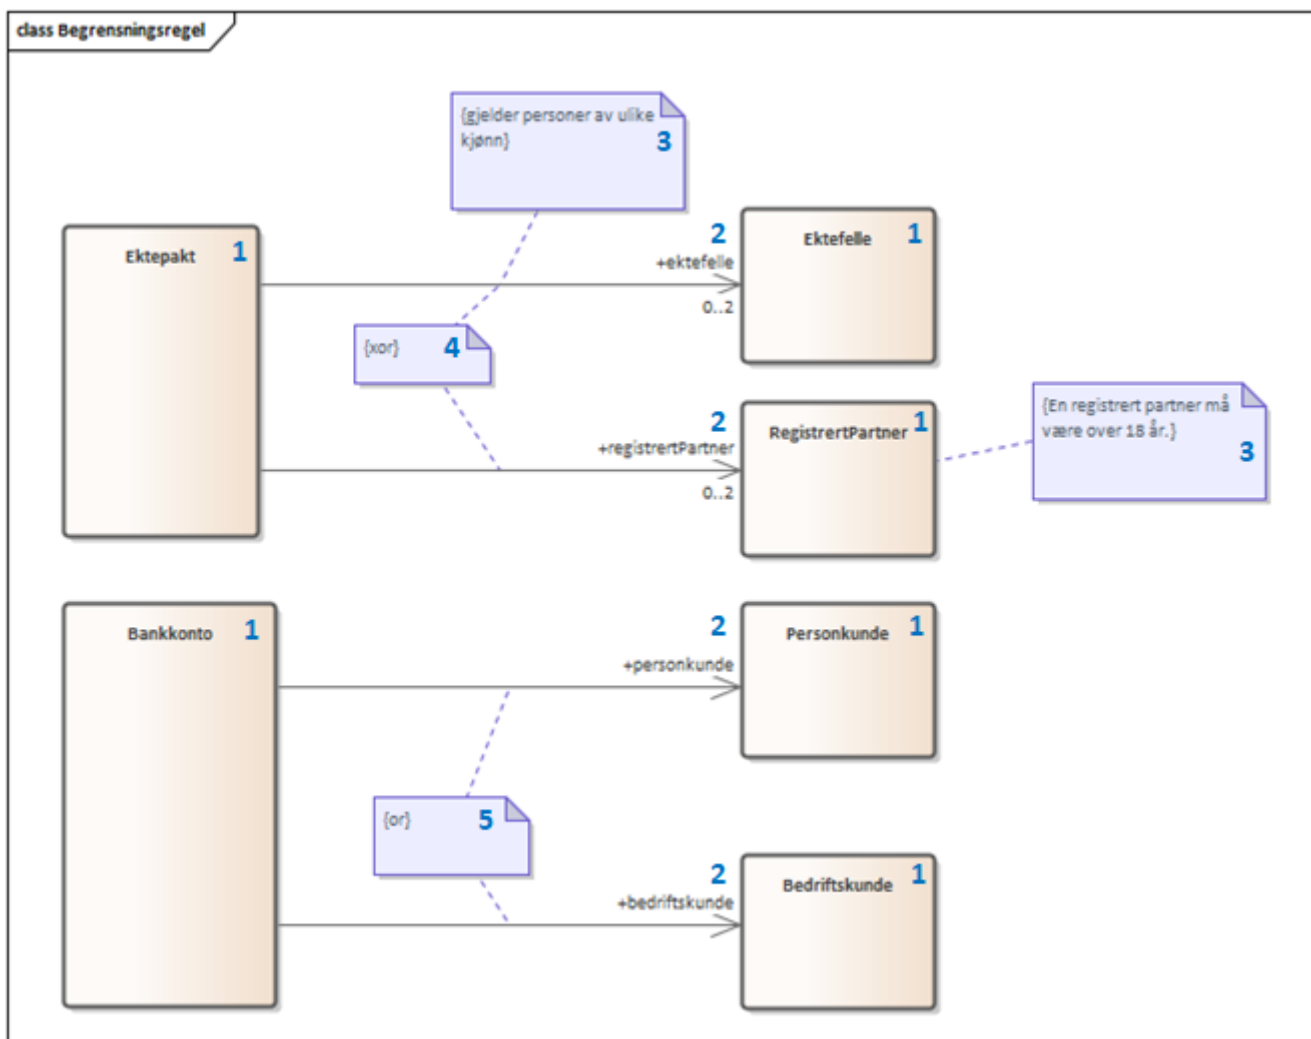 class Begrensningsregel
{gjelder personer av ulike
kjønn}
3
Ektepakt
1
2
+ektefelle
0..2
Ektefelle
1
{xor}
4
2
+registrertPartner
0..2
RegistrertPartner
1
{En registrert partner må
være over 18 år.}
3
Bankkonto
1
2
+personkunde
Personkunde
1
{or}
5
2
+bedriftskunde
Bedriftskunde
1